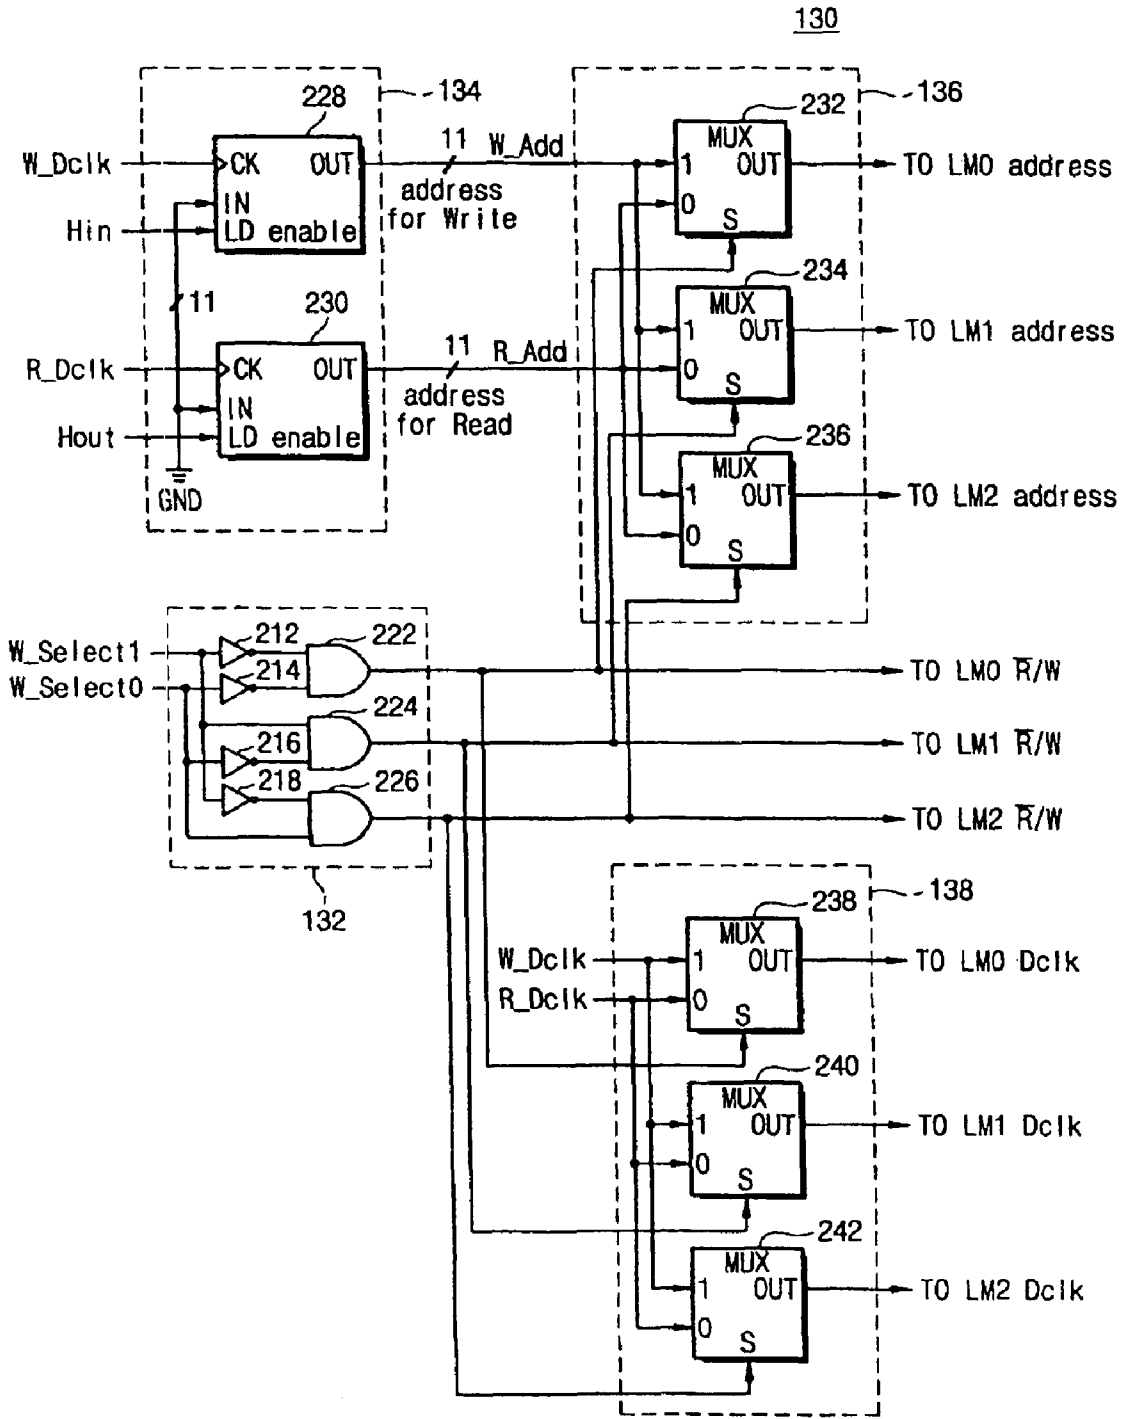 130
134
228
W_Dclk
CK
OUT
IN
Hin
LD enable
11
W_Add
address
for Write
11
230
R_Dclk
CK
OUT
IN
Hout
LD enable
GND
11
R_Add
address
for Read
136
232
MUX
1
OUT
0
S
TO LM0 address
234
MUX
1
OUT
0
S
TO LM1 address
236
MUX
1
OUT
0
S
TO LM2 address
W_Select1
W_Select0
212
214
216
218
222
224
226
132
TO LM0 R̅/W
TO LM1 R̅/W
TO LM2 R̅/W
138
W_Dclk
R_Dclk
238
MUX
1
OUT
0
S
TO LM0 Dclk
240
MUX
1
OUT
0
S
TO LM1 Dclk
242
MUX
1
OUT
0
S
TO LM2 Dclk